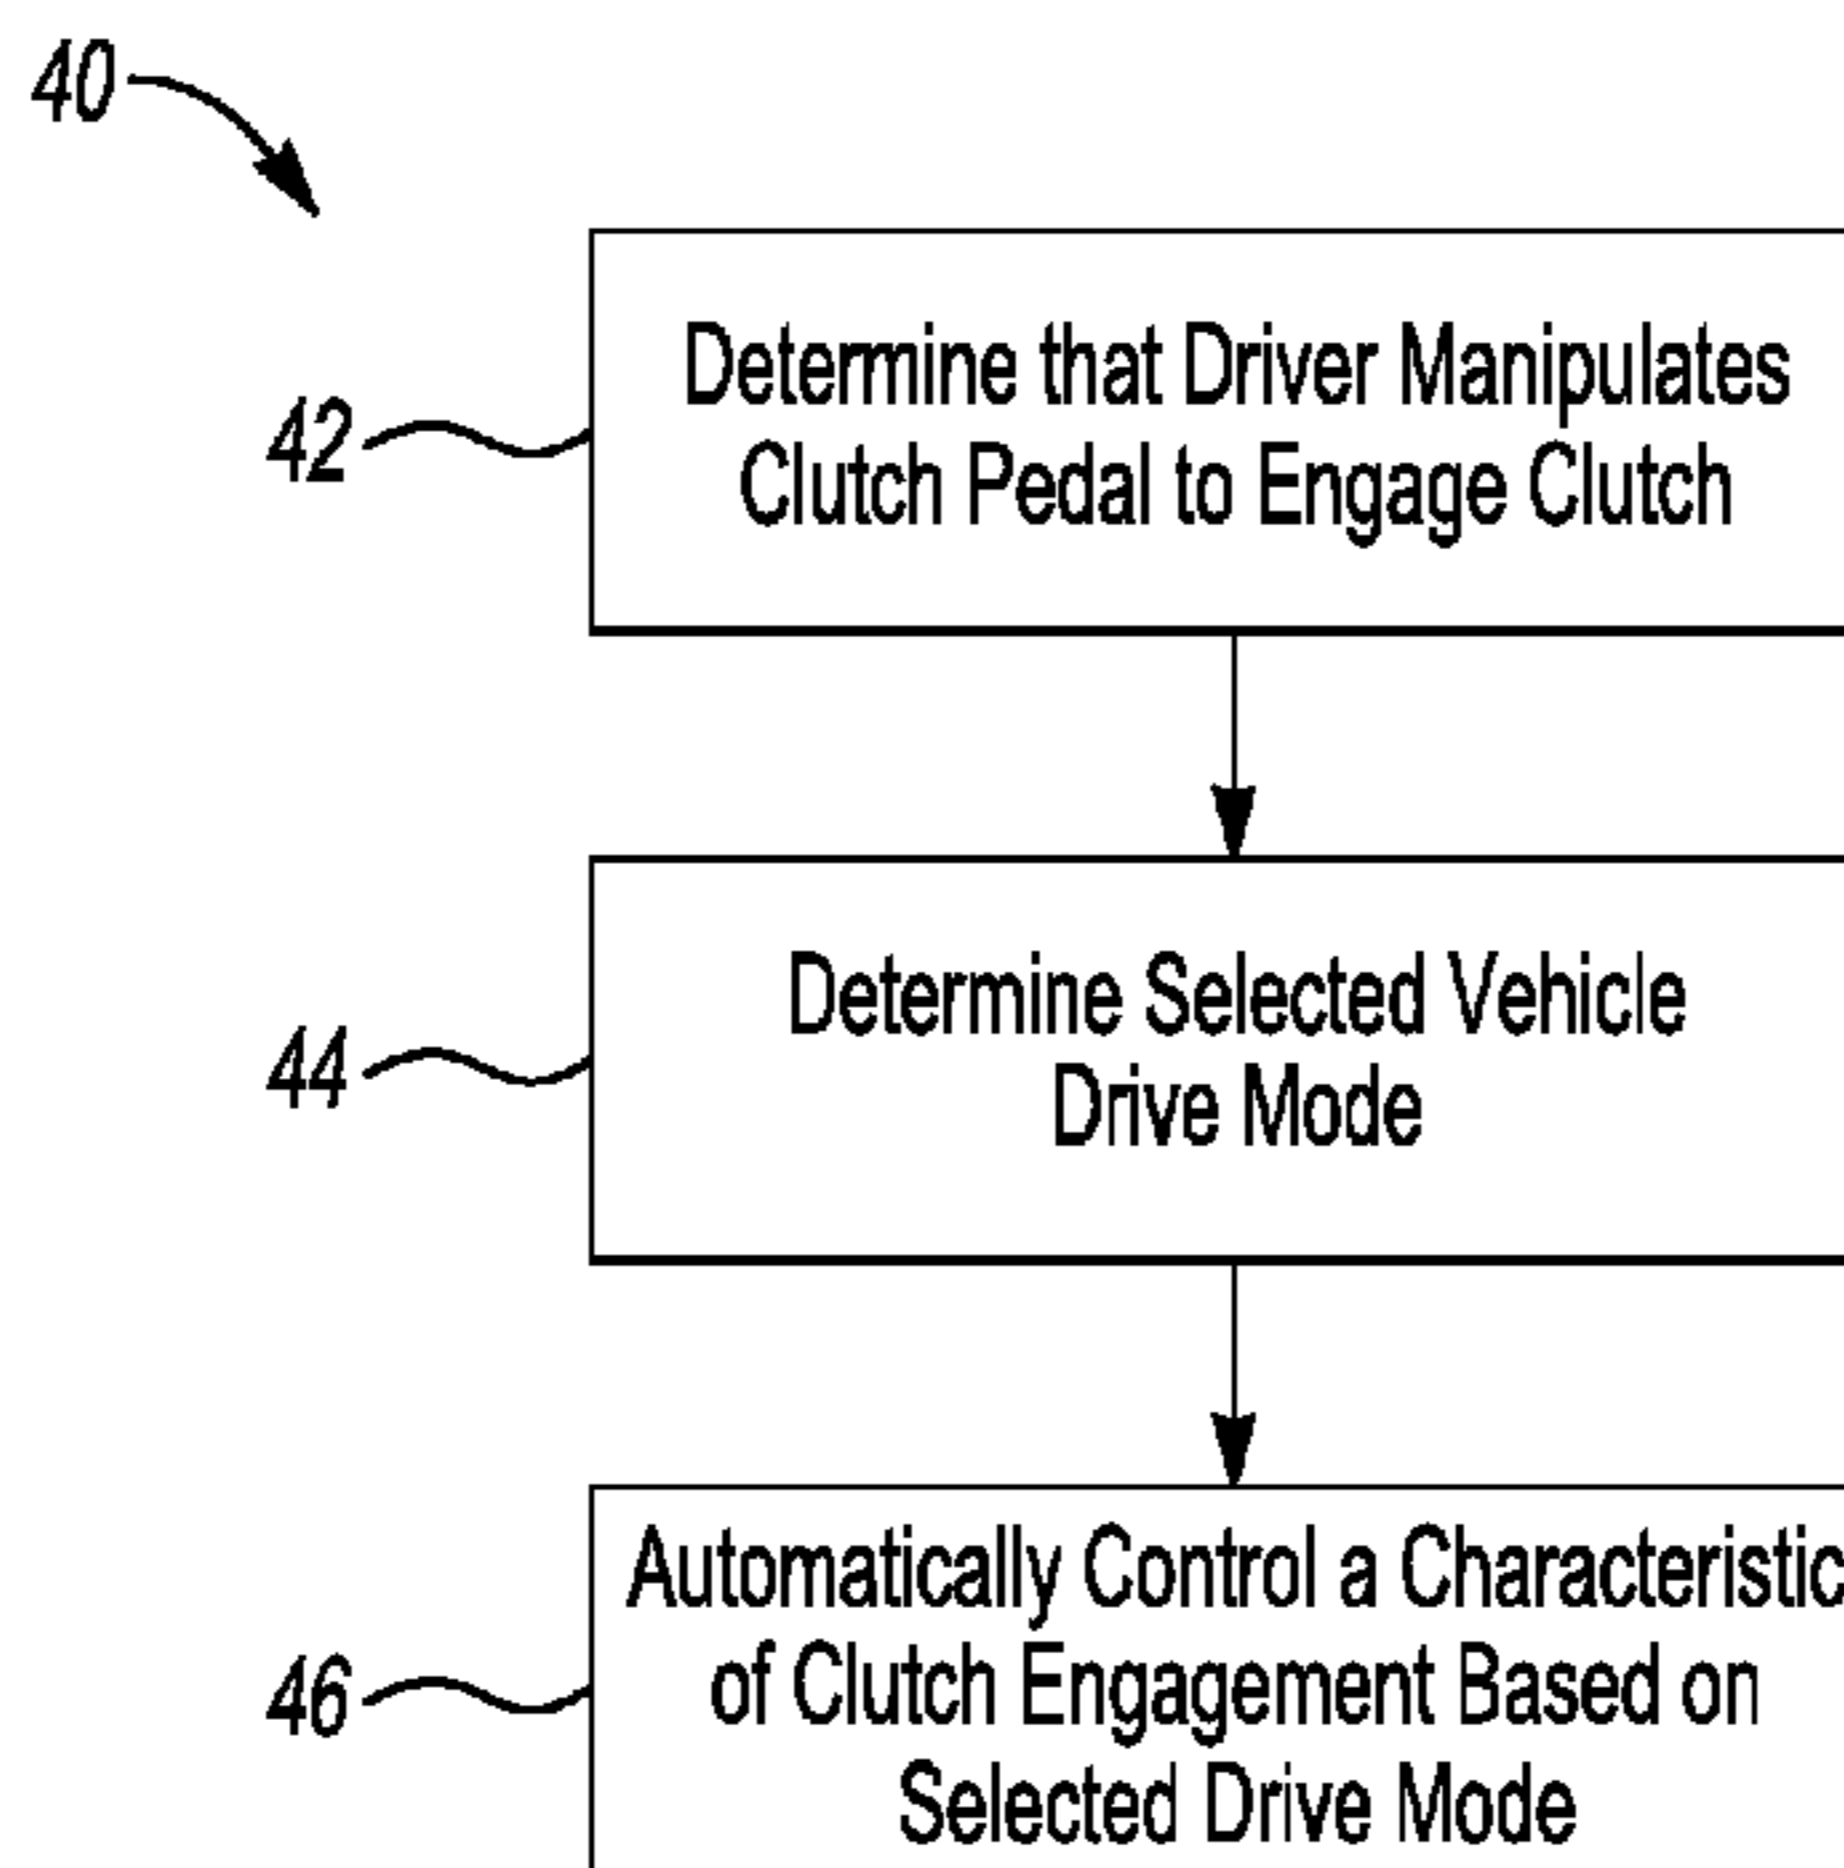 40
Determine that Driver Manipulates
Clutch Pedal to Engage Clutch
42
Determine Selected Vehicle
Drive Mode
44
Automatically Control a Characteristic
of Clutch Engagement Based on
Selected Drive Mode
46